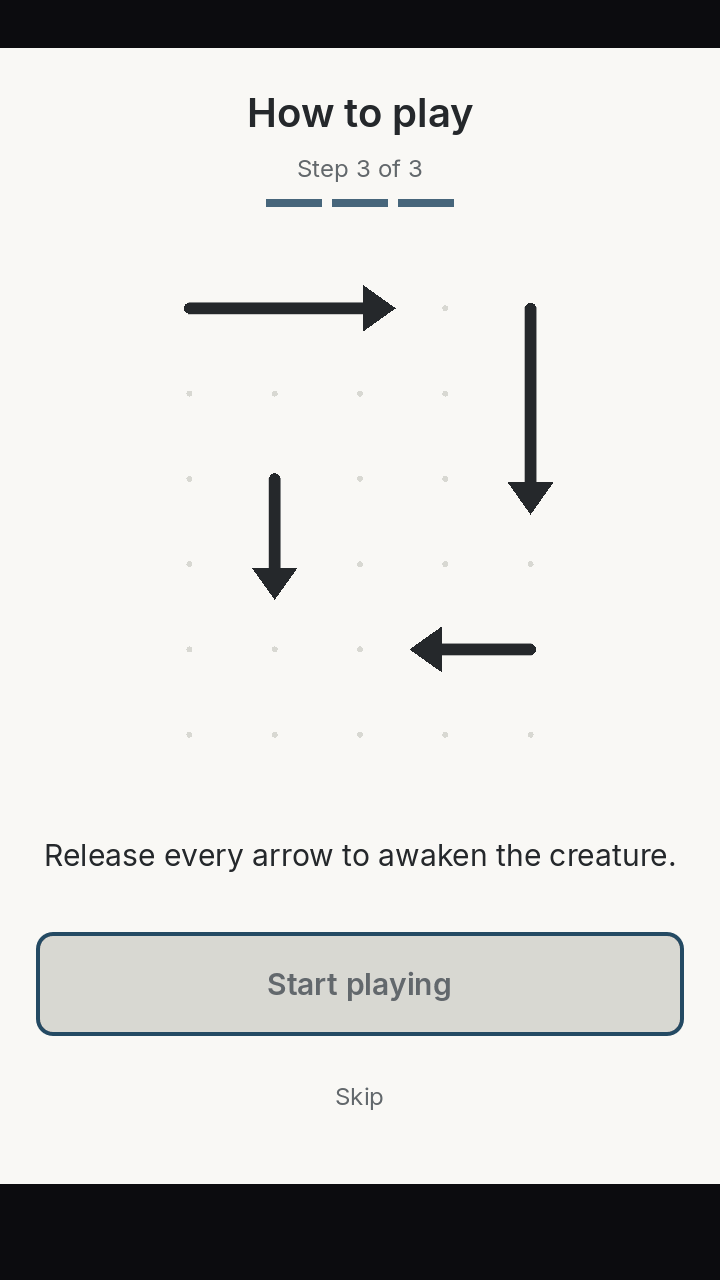 How to play
Step 3 of 3
Release every arrow to awaken the creature.
Start playing
Skip